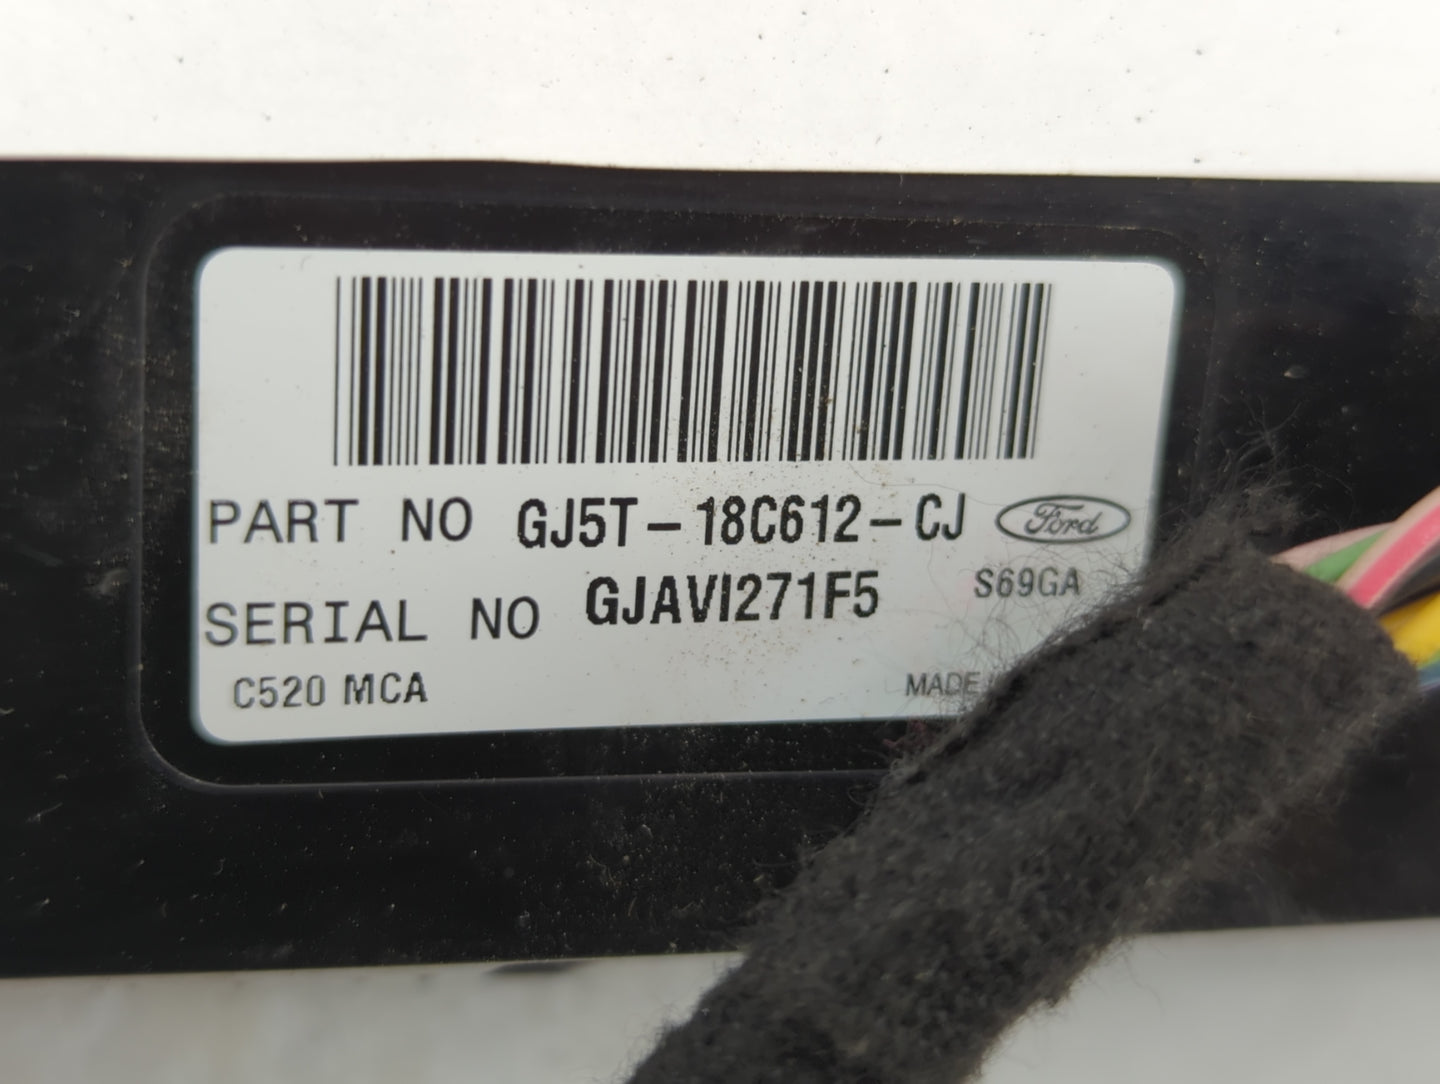 PART NO GJ5T-18C612-CJ Ford
SERIAL NO GJAVI271F5 S69GA
C520 MCA MADE